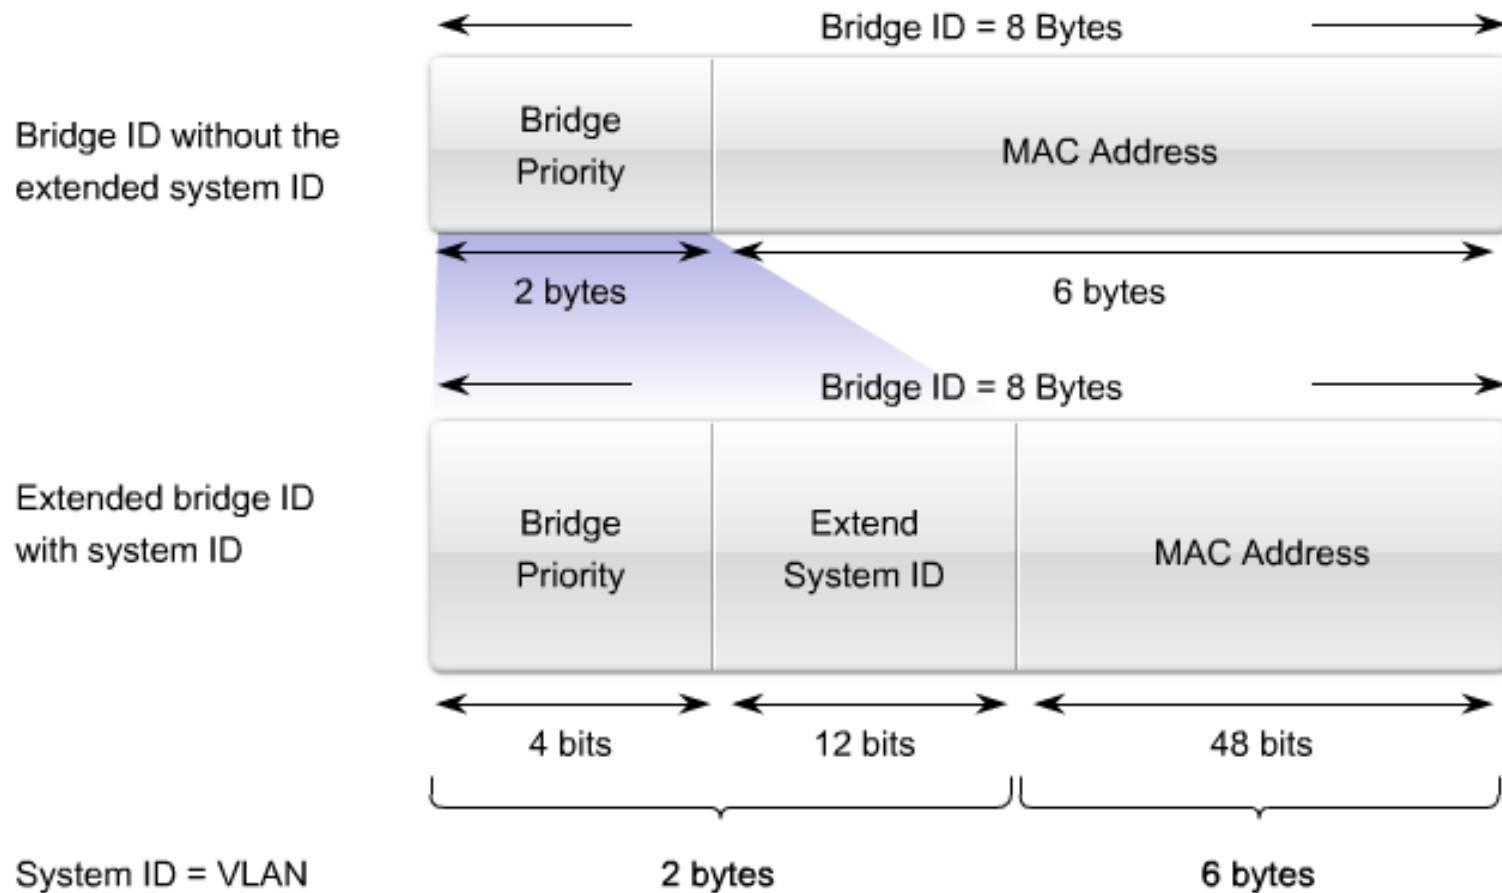 Bridge ID = 8 Bytes
Bridge ID without the
extended system ID
Bridge
Priority
MAC Address
2 bytes
6 bytes
Bridge ID = 8 Bytes
Extended bridge ID
with system ID
Bridge
Priority
Extend
System ID
MAC Address
4 bits
12 bits
48 bits
System ID = VLAN
2 bytes
6 bytes